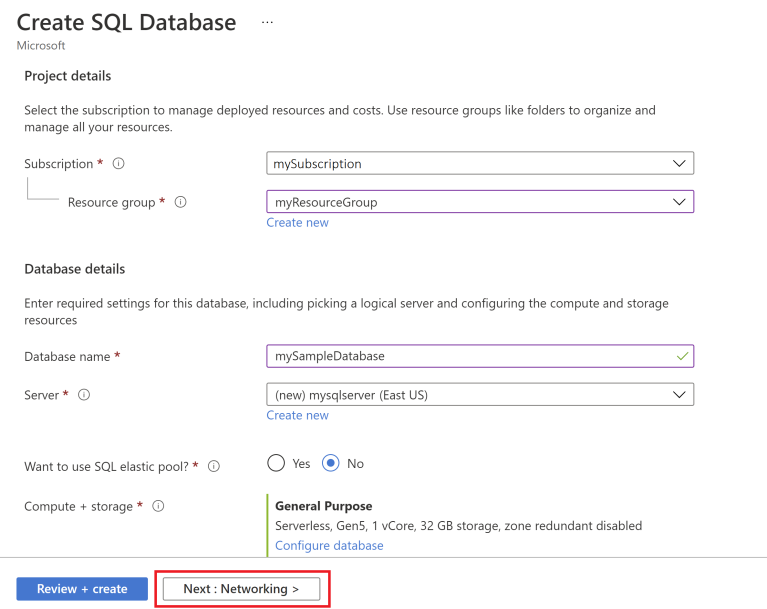 Create SQL Database ...
Microsoft
Project details
Select the subscription to manage deployed resources and costs. Use resource groups like folders to organize and
manage all your resources.
Subscription * mySubscription
Resource group * myResourceGroup
Create new
Database details
Enter required settings for this database, including picking a logical server and configuring the compute and storage
resources
Database name * mySampleDatabase
Server * (new) mysqlserver (East US)
Create new
Want to use SQL elastic pool? * Yes No
Compute + storage * General Purpose
Serverless, Gen5, 1 vCore, 32 GB storage, zone redundant disabled
Configure database
Review + create Next : Networking >